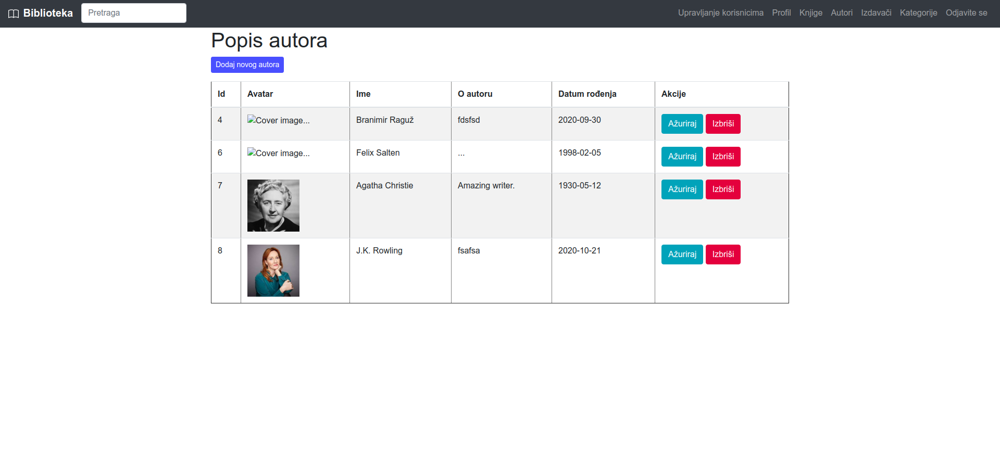 Biblioteka Pretraga Upravljanje korisnicima Profil Knjige Autori Izdavači Kategorije Odjavite se
Popis autora
Dodaj novog autora
Id Avatar Ime O autoru Datum rođenja Akcije
4 Cover image... Branimir Raguž fdsfsd 2020-09-30 Ažuriraj Izbriši
6 Cover image... Felix Salten ... 1998-02-05 Ažuriraj Izbriši
7 Agatha Christie Amazing writer. 1930-05-12 Ažuriraj Izbriši
8 J.K. Rowling fsafsa 2020-10-21 Ažuriraj Izbriši